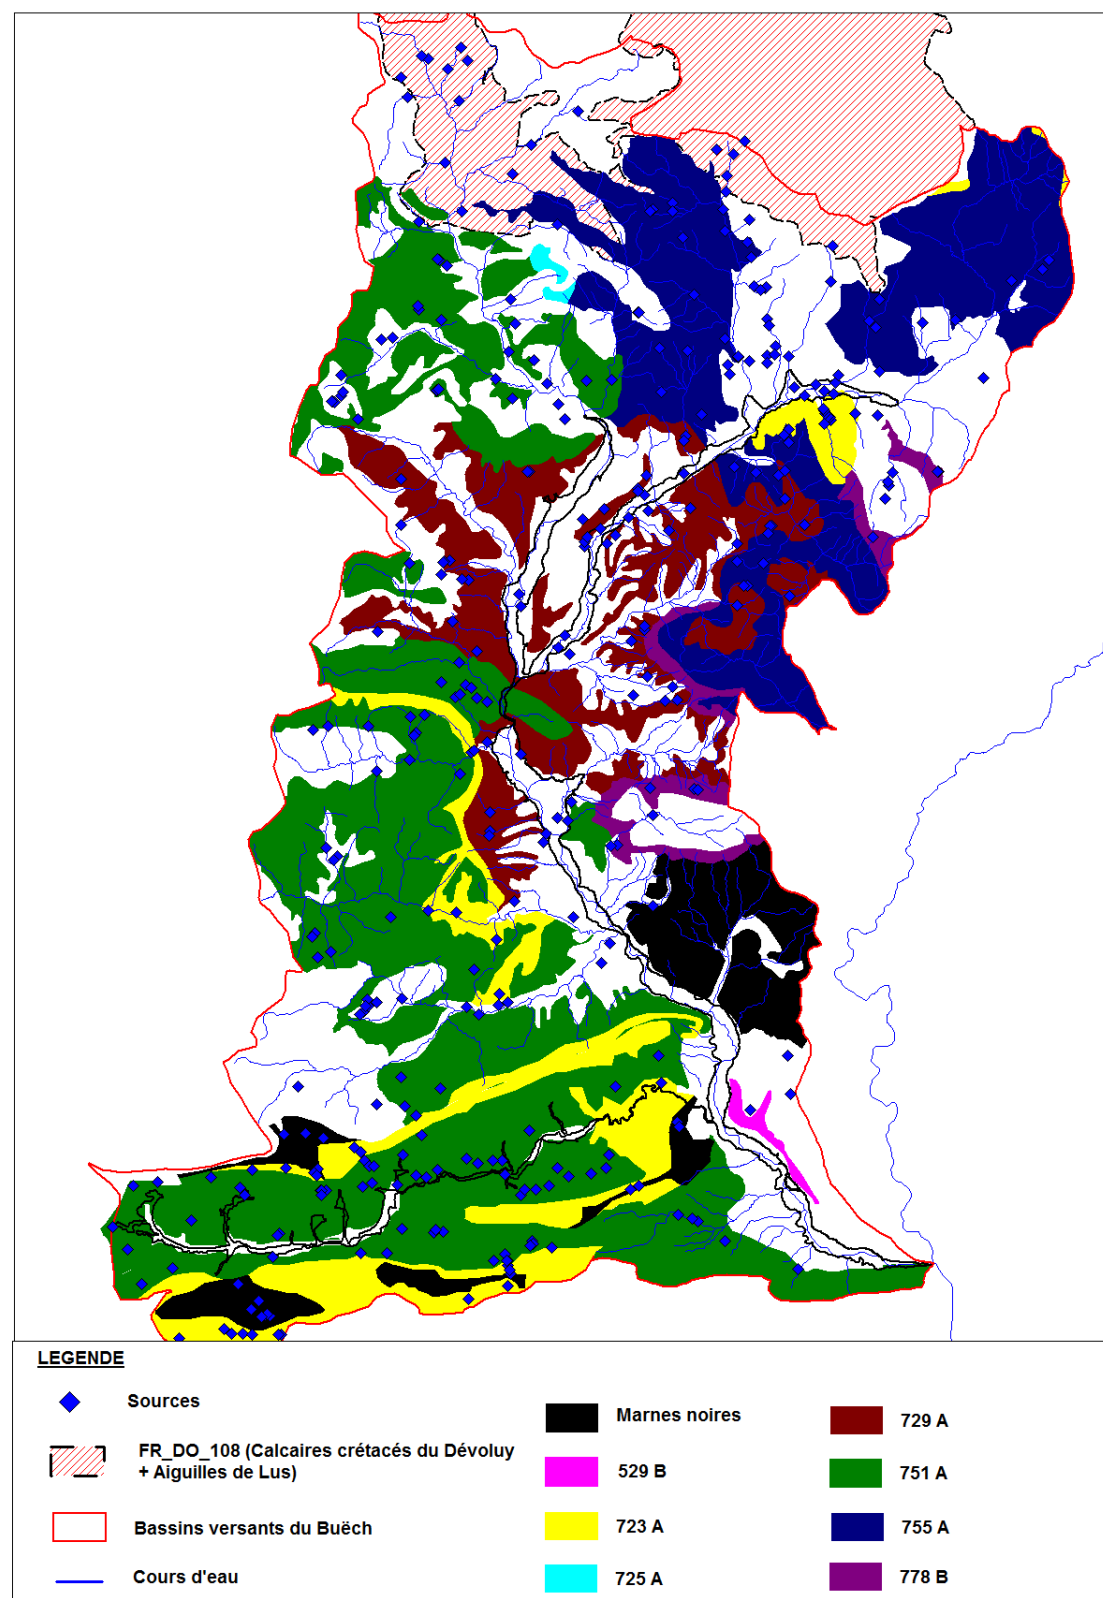 LEGENDE
Sources
FR_DO_108 (Calcaires crétacés du Dévoluy
+ Aiguilles de Lus)
Bassins versants du Buëch
Cours d'eau
Marnes noires
529 B
723 A
725 A
729 A
751 A
755 A
778 B